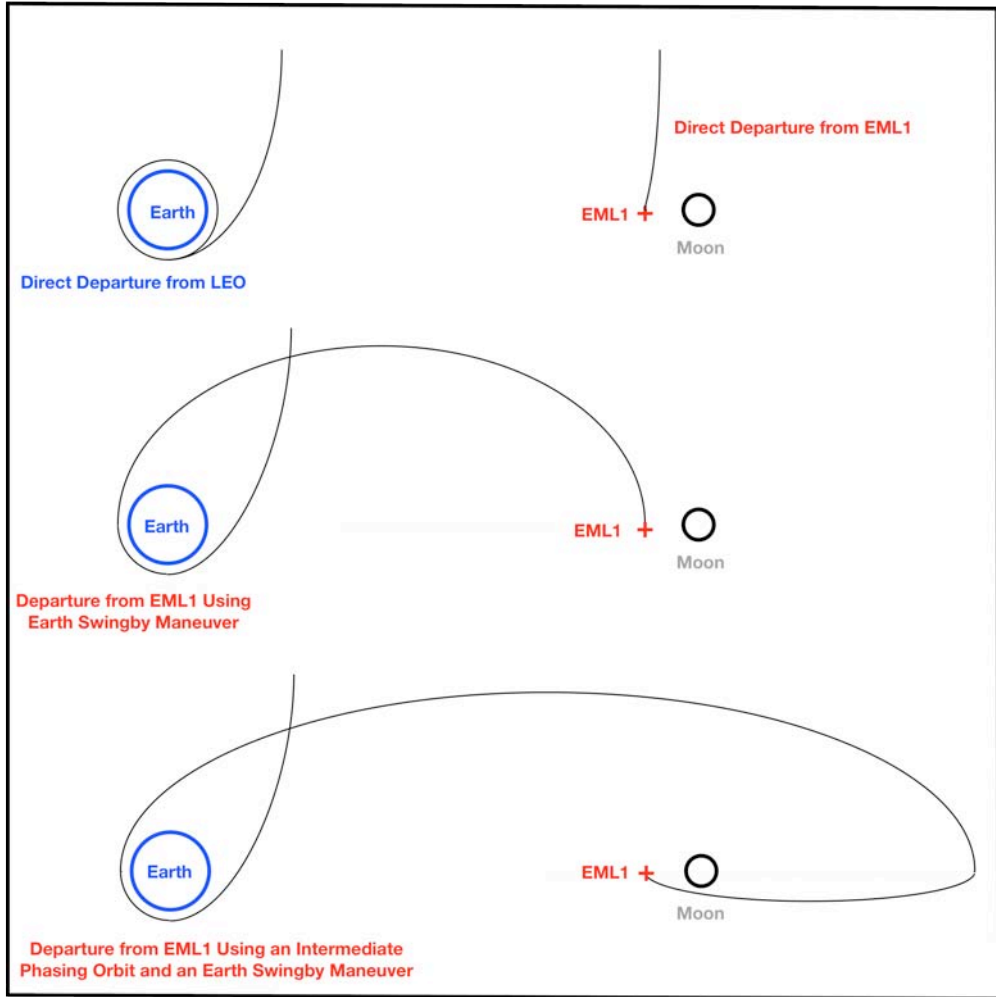 Earth
Direct Departure from LEO
Direct Departure from EML1
EML1
Moon
Earth
EML1
Moon
Departure from EML1 Using
Earth Swingby Maneuver
Earth
EML1
Moon
Departure from EML1 Using an Intermediate
Phasing Orbit and an Earth Swingby Maneuver